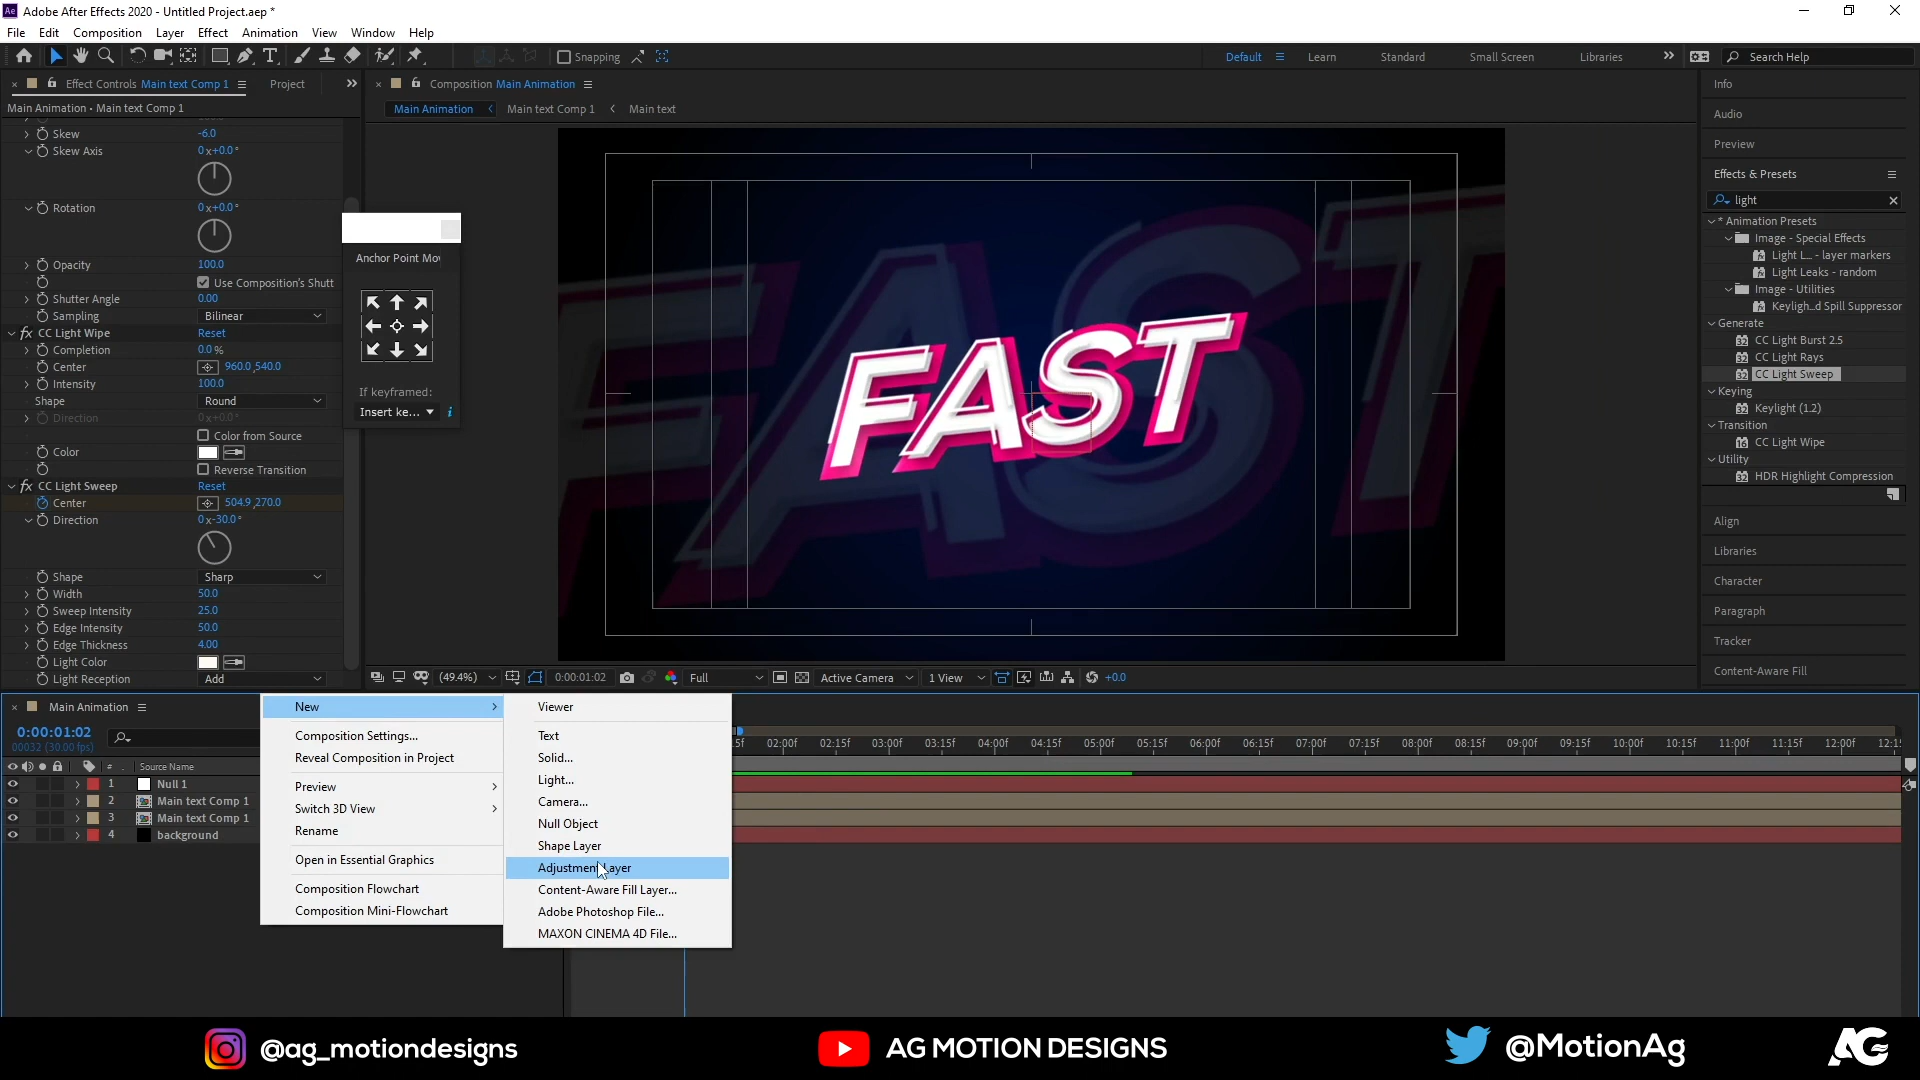 Adobe After Effects 2020 - Untitled Project.aep *
File Edit Composition Layer Effect Animation View Window Help
Snapping
Default Learn Standard Small Screen Libraries
Search Help
Effect Controls Main text Comp 1
Project
Main Animation • Main text Comp 1
Skew -6.0
Skew Axis 0x+0.0°
Rotation 0x+0.0°
Opacity 100.0
Use Composition's Shutt
Shutter Angle 0.00
Sampling Bilinear
fx CC Light Wipe Reset
Completion 0.0 %
Center 960.0,540.0
Intensity 100.0
Shape Round
Direction 0x+0.0°
Color from Source
Color
Reverse Transition
fx CC Light Sweep Reset
Center 504.9,270.0
Direction 0x-30.0°
Shape Sharp
Width 50.0
Sweep Intensity 25.0
Edge Intensity 50.0
Edge Thickness 4.00
Light Color
Light Reception Add
Anchor Point Mov
If keyframed:
Insert ke...
Composition Main Animation
Main Animation Main text Comp 1 Main text
FAST
FAST
(49.4%) 0:00:01:02 Full Active Camera 1 View +0.0
Info
Audio
Preview
Effects & Presets
light
* Animation Presets
Image - Special Effects
Light L... - layer markers
Light Leaks - random
Image - Utilities
Keyligh...d Spill Suppressor
Generate
CC Light Burst 2.5
CC Light Rays
CC Light Sweep
Keying
Keylight (1.2)
Transition
CC Light Wipe
Utility
HDR Highlight Compression
Align
Libraries
Character
Paragraph
Tracker
Content-Aware Fill
Main Animation
0:00:01:02
00032 (30.00 fps)
# Source Name
1 Null 1
2 Main text Comp 1
3 Main text Comp 1
4 background
New
Composition Settings...
Reveal Composition in Project
Preview
Switch 3D View
Rename
Open in Essential Graphics
Composition Flowchart
Composition Mini-Flowchart
Viewer
Text
Solid...
Light...
Camera...
Null Object
Shape Layer
Adjustment Layer
Content-Aware Fill Layer...
Adobe Photoshop File...
MAXON CINEMA 4D File...
15f 02:00f 02:15f 03:00f 03:15f 04:00f 04:15f 05:00f 05:15f 06:00f 06:15f 07:00f 07:15f 08:00f 08:15f 09:00f 09:15f 10:00f 10:15f 11:00f 11:15f 12:00f 12:1
@ag_motiondesigns
AG MOTION DESIGNS
@MotionAg
AG